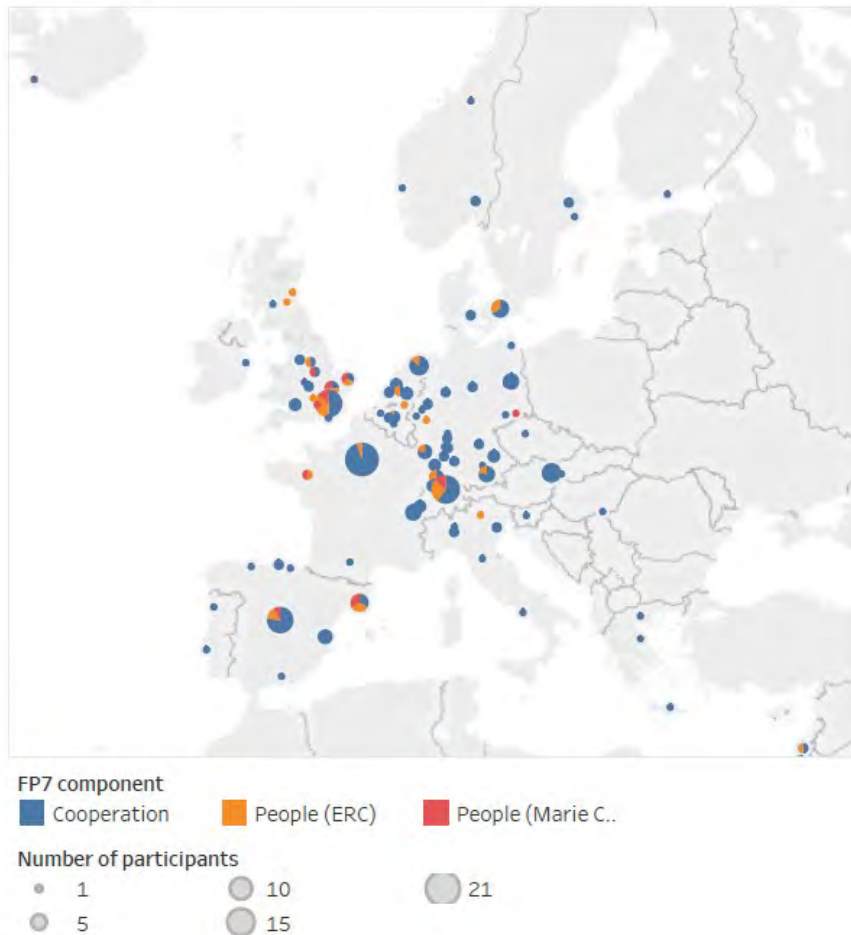 FP7 component
Cooperation People (ERC) People (Marie C..
Number of participants
1 10 21
5 15